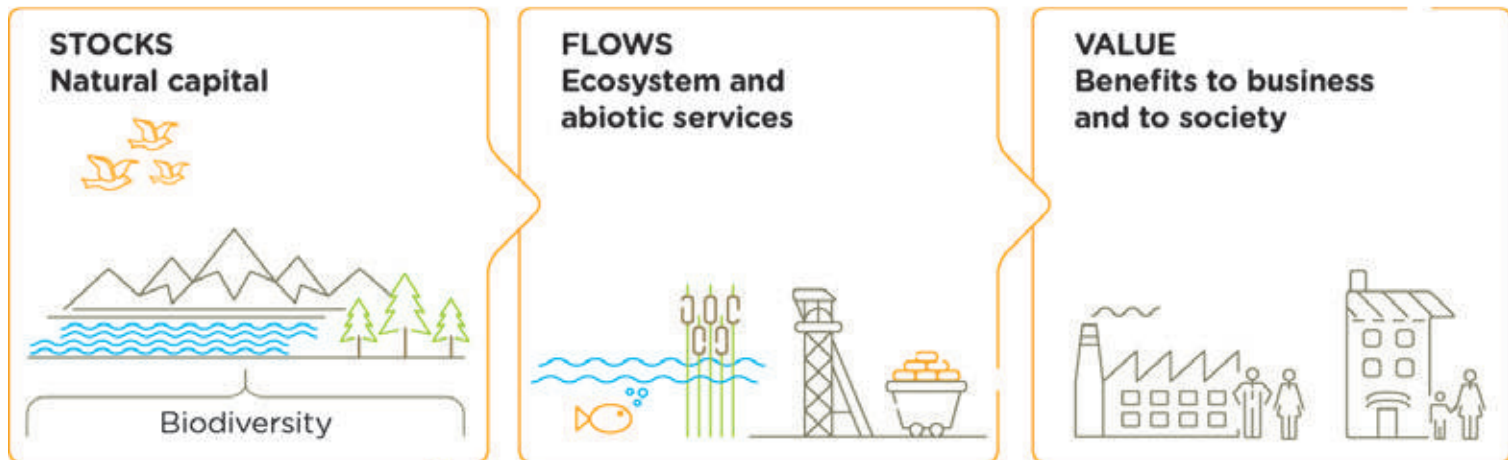 STOCKS
Natural capital
Biodiversity
FLOWS
Ecosystem and
abiotic services
VALUE
Benefits to business
and to society